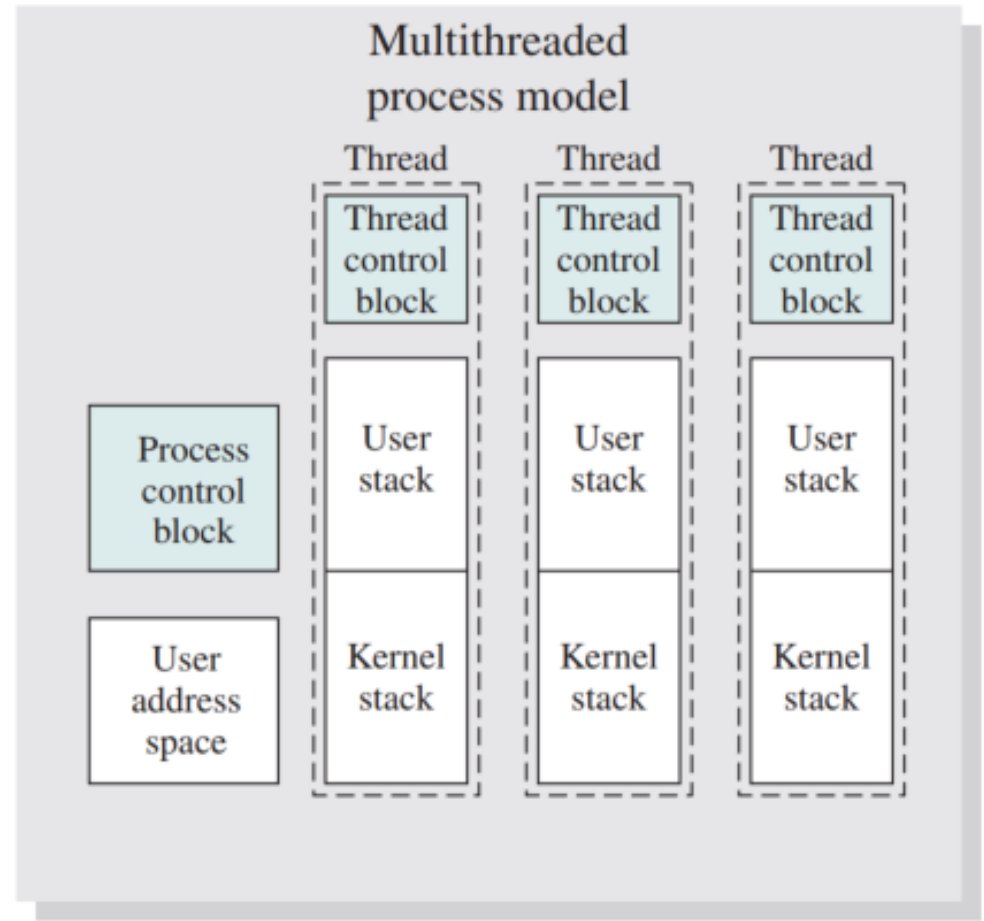 Multithreaded
process model
Thread
Thread
Thread
Thread
control
block
Thread
control
block
Thread
control
block
Process
control
block
User
stack
User
stack
User
stack
User
address
space
Kernel
stack
Kernel
stack
Kernel
stack